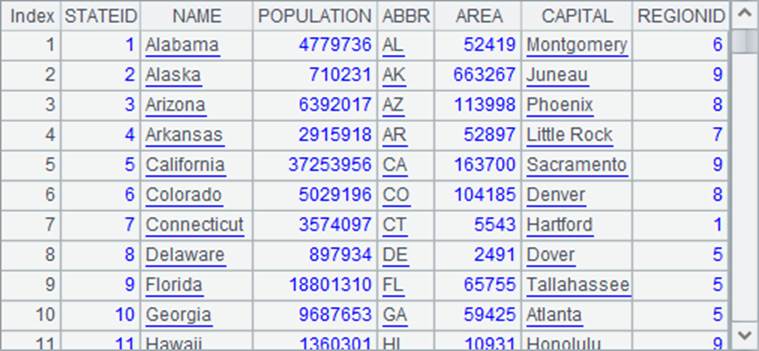 Index STATEID NAME POPULATION ABBR AREA CAPITAL REGIONID
1 1 Alabama 4779736 AL 52419 Montgomery 6
2 2 Alaska 710231 AK 663267 Juneau 9
3 3 Arizona 6392017 AZ 113998 Phoenix 8
4 4 Arkansas 2915918 AR 52897 Little Rock 7
5 5 California 37253956 CA 163700 Sacramento 9
6 6 Colorado 5029196 CO 104185 Denver 8
7 7 Connecticut 3574097 CT 5543 Hartford 1
8 8 Delaware 897934 DE 2491 Dover 5
9 9 Florida 18801310 FL 65755 Tallahassee 5
10 10 Georgia 9687653 GA 59425 Atlanta 5
11 11 Hawaii 1360301 HI 10931 Honolulu 9